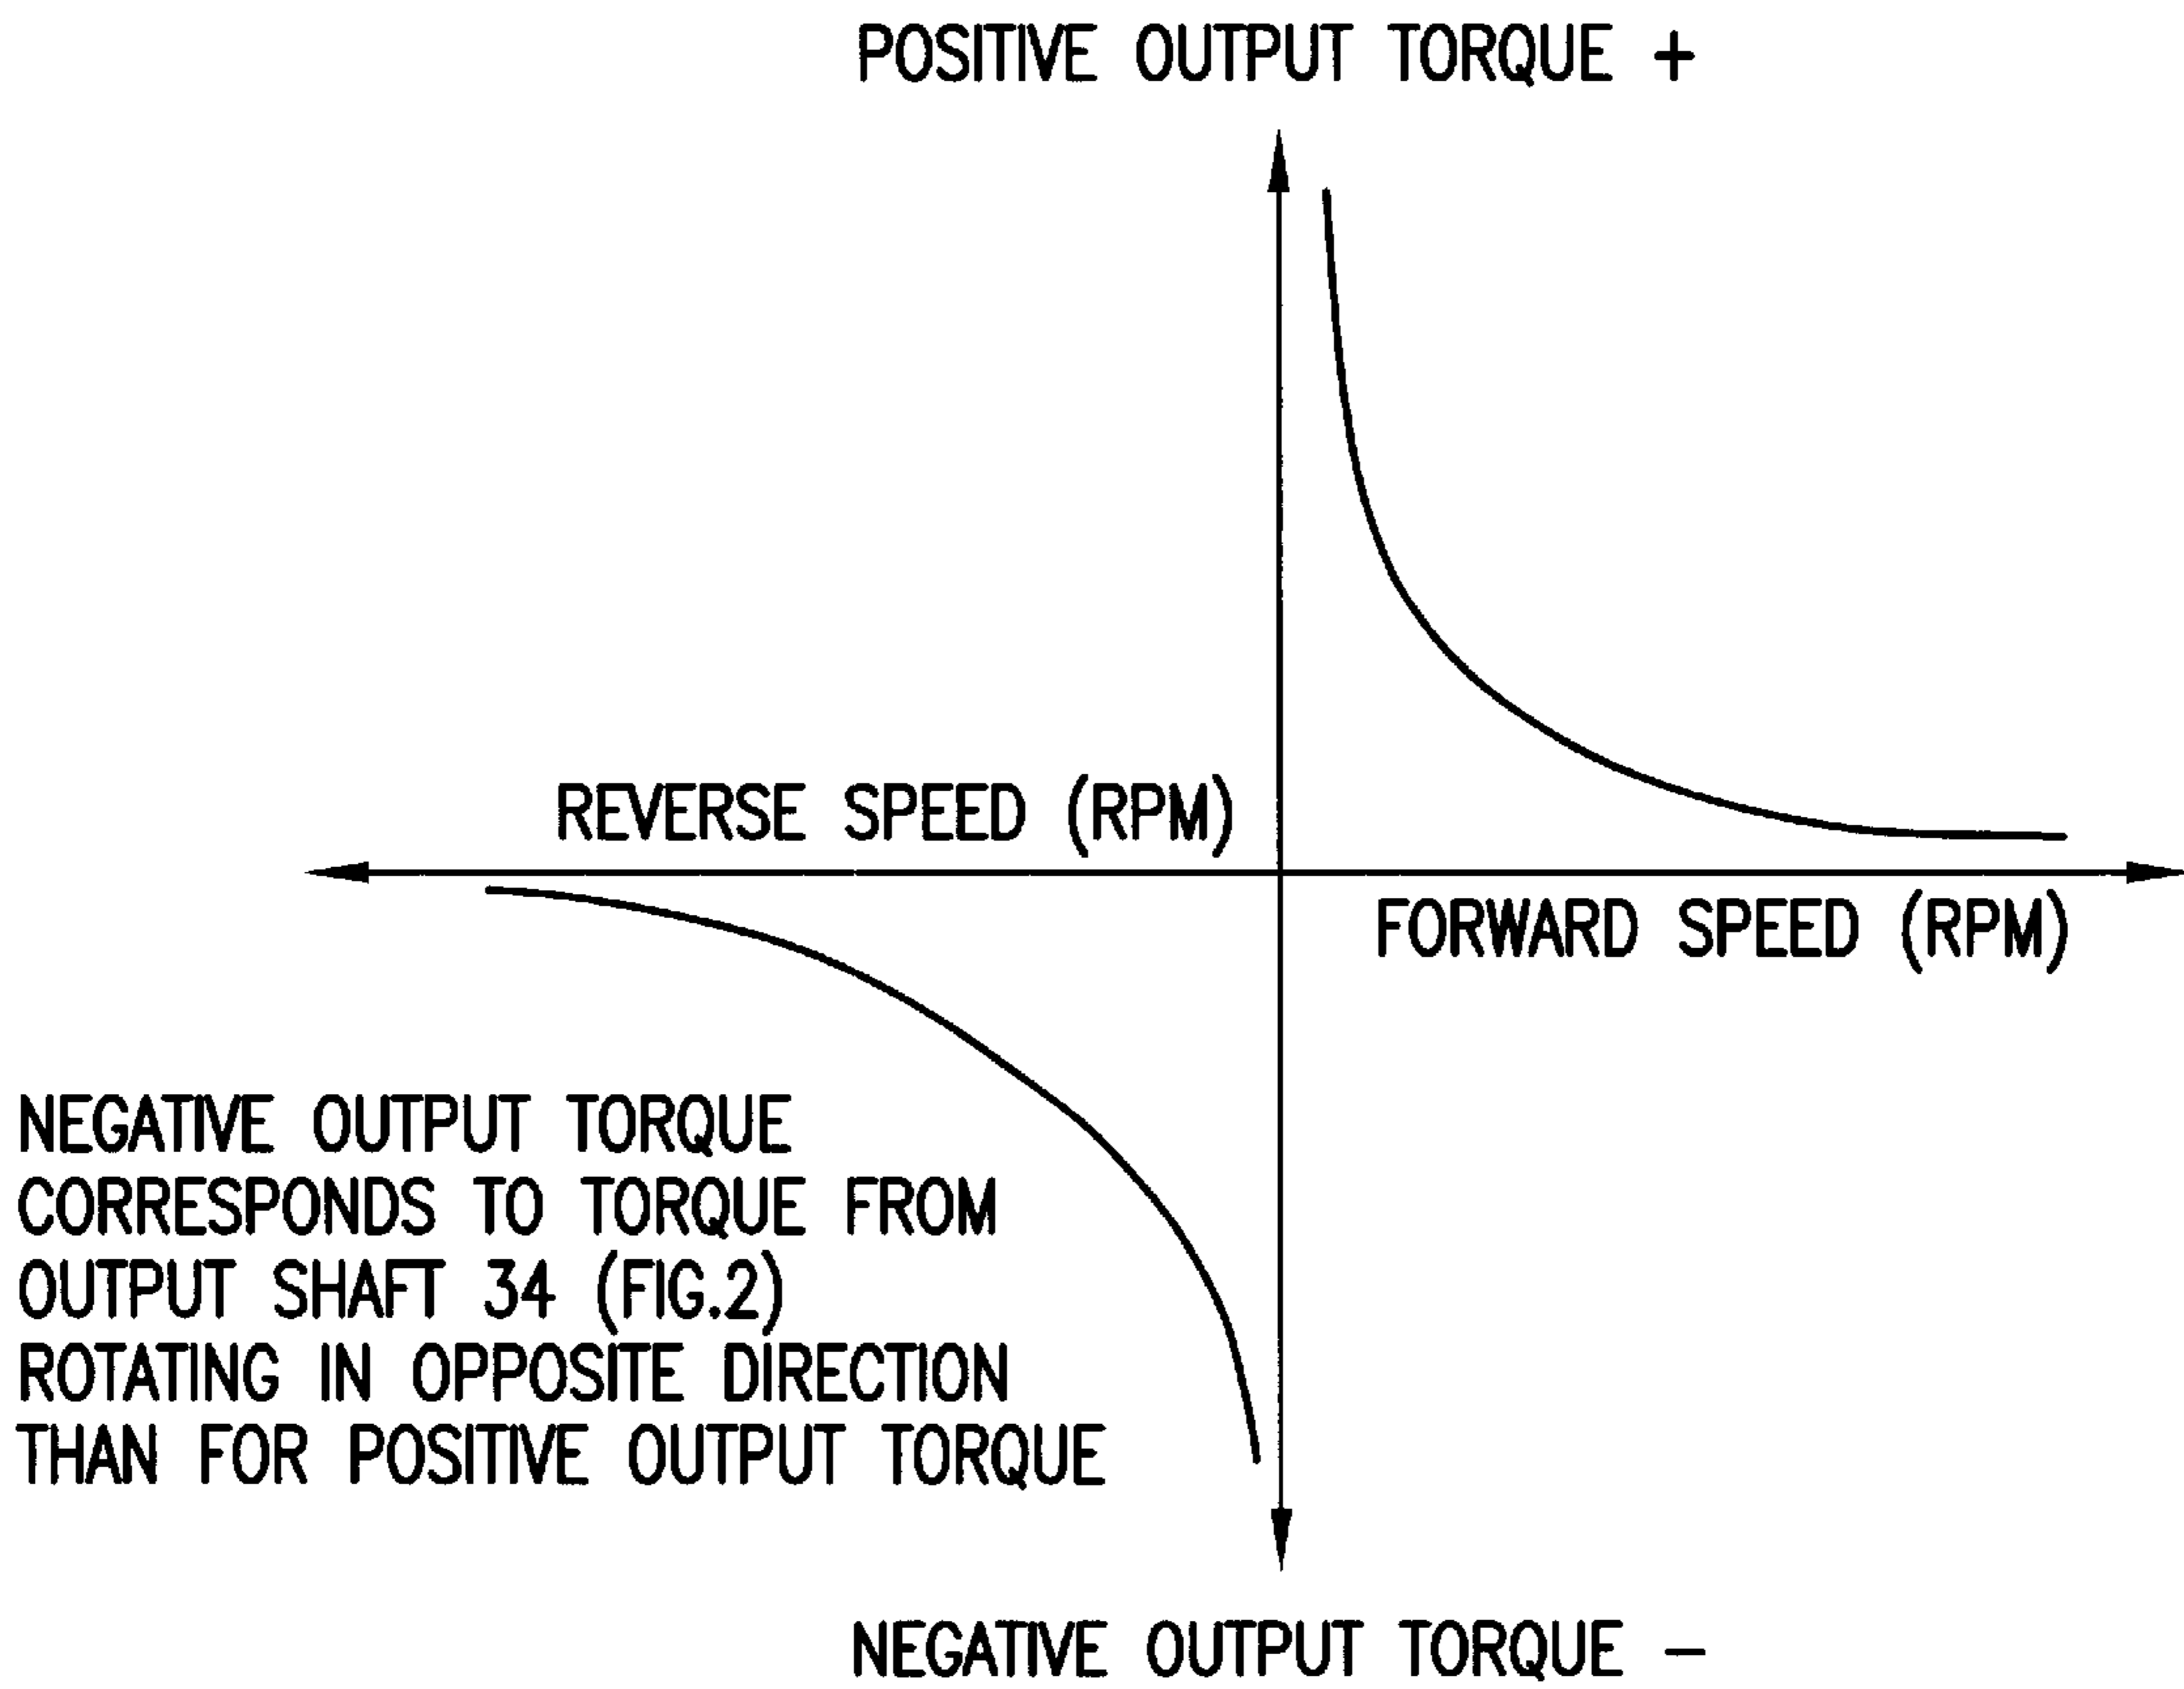 POSITIVE OUTPUT TORQUE +
REVERSE SPEED (RPM)
FORWARD SPEED (RPM)
NEGATIVE OUTPUT TORQUE
CORRESPONDS TO TORQUE FROM
OUTPUT SHAFT 34 (FIG.2)
ROTATING IN OPPOSITE DIRECTION
THAN FOR POSITIVE OUTPUT TORQUE
NEGATIVE OUTPUT TORQUE −